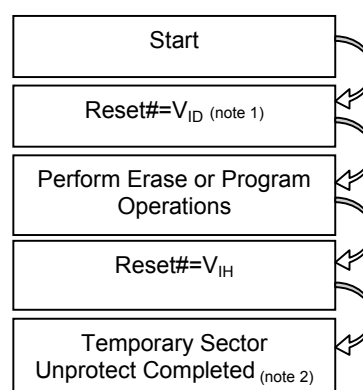 Start
Reset#=VID (note 1)
Perform Erase or Program
Operations
Reset#=VIH
Temporary Sector
Unprotect Completed (note 2)